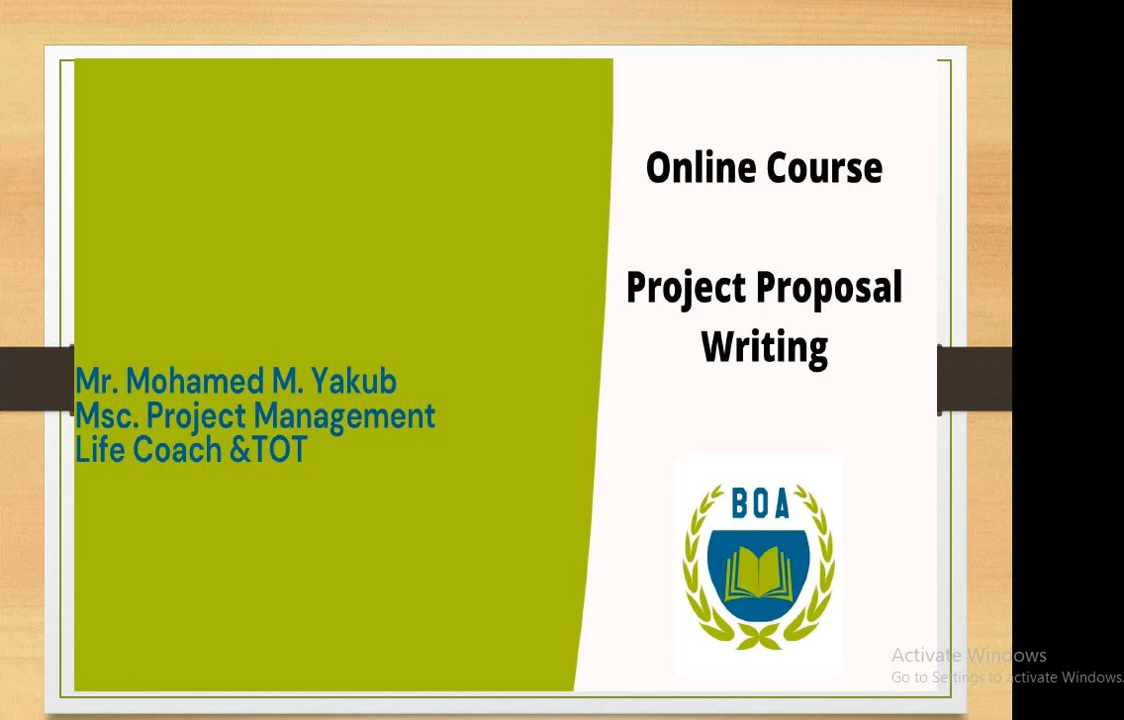 Online Course
Project Proposal
Writing
Mr. Mohamed M. Yakub
Msc. Project Management
Life Coach &TOT
BOA
Activate Windows
Go to Settings to activate Windows.